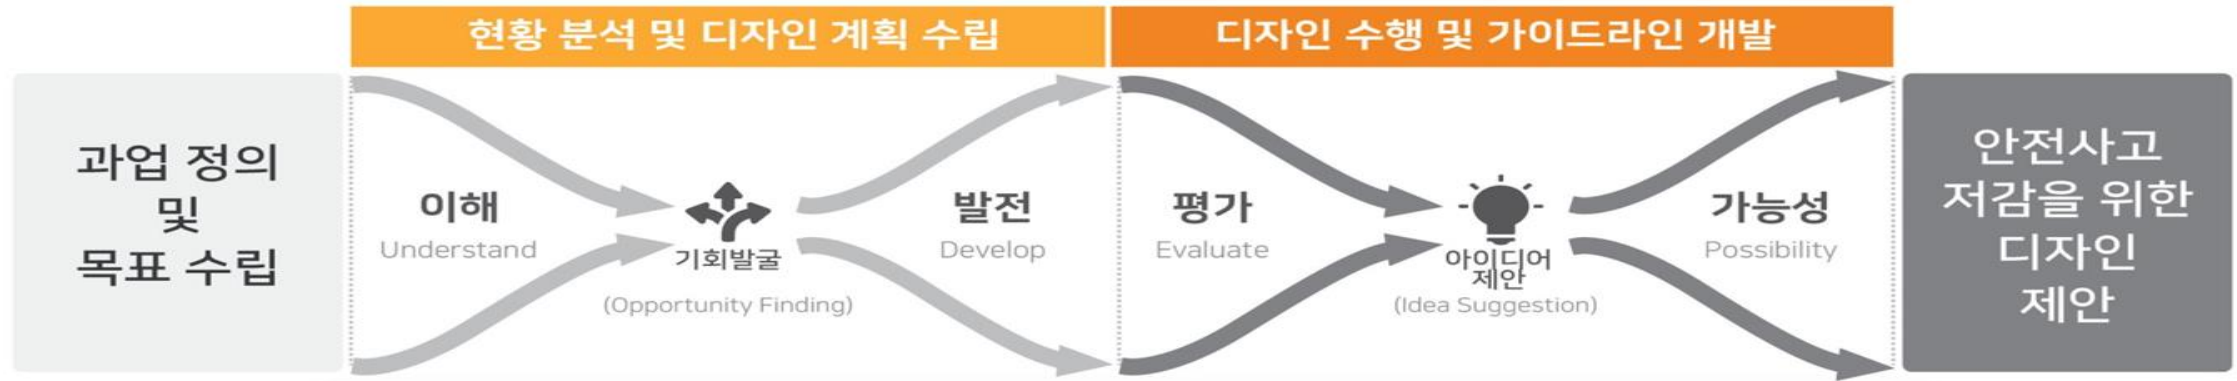 현황 분석 및 디자인 계획 수립
디자인 수행 및 가이드라인 개발
과업 정의
및
목표 수립
이해
Understand
기회발굴
(Opportunity Finding)
발전
Develop
평가
Evaluate
아이디어
제안
(Idea Suggestion)
가능성
Possibility
안전사고
저감을 위한
디자인
제안